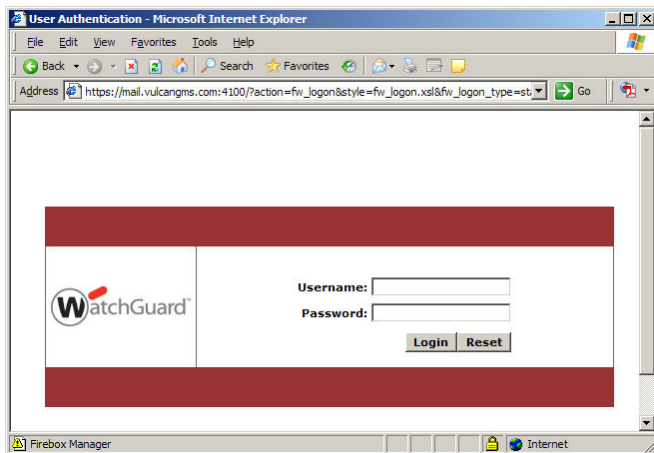 User Authentication - Microsoft Internet Explorer
File Edit View Favorites Tools Help
Back Search Favorites
Address https://mail.vulcangms.com:4100/?action=fw_logon&style=fw_logon.xsl&fw_logon_type=st Go
Username:
WatchGuard
Password:
Login Reset
Firebox Manager Internet